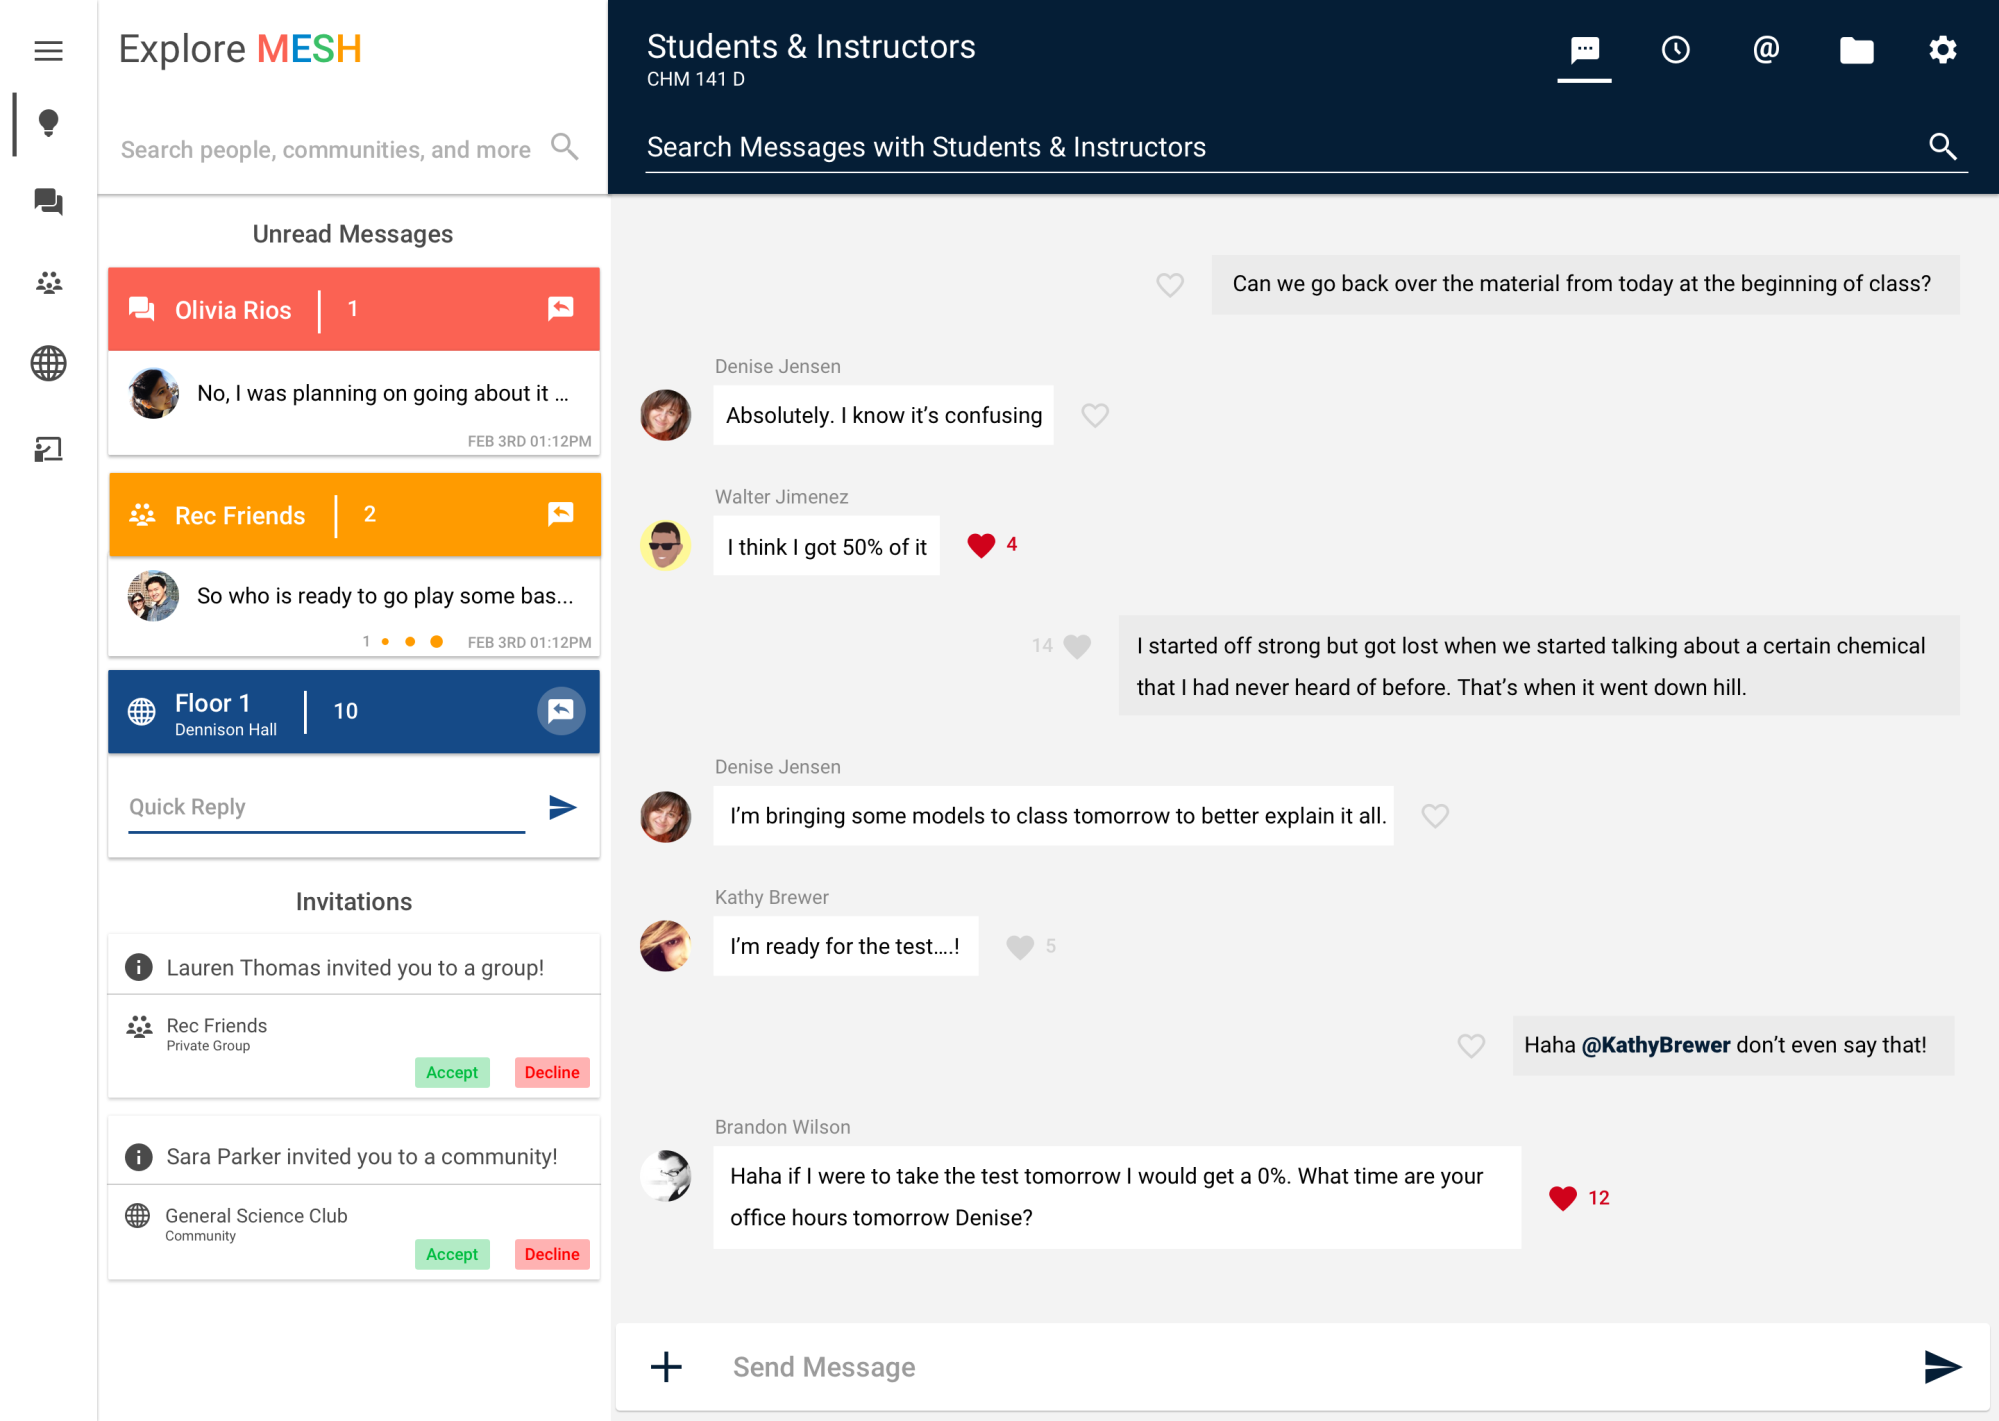 Explore MESH
Search people, communities, and more
Unread Messages
Olivia Rios
1
No, I was planning on going about it ...
FEB 3RD 01:12PM
Rec Friends
2
So who is ready to go play some bas...
1
FEB 3RD 01:12PM
Floor 1
Dennison Hall
10
Quick Reply
Invitations
Lauren Thomas invited you to a group!
Rec Friends
Private Group
Accept
Decline
Sara Parker invited you to a community!
General Science Club
Community
Accept
Decline
Students & Instructors
CHM 141 D
@
Search Messages with Students & Instructors
Can we go back over the material from today at the beginning of class?
Denise Jensen
Absolutely. I know it’s confusing
Walter Jimenez
I think I got 50% of it
4
14
I started off strong but got lost when we started talking about a certain chemical
that I had never heard of before. That’s when it went down hill.
Denise Jensen
I’m bringing some models to class tomorrow to better explain it all.
Kathy Brewer
I’m ready for the test....!
5
Haha @KathyBrewer don’t even say that!
Brandon Wilson
Haha if I were to take the test tomorrow I would get a 0%. What time are your
office hours tomorrow Denise?
12
Send Message